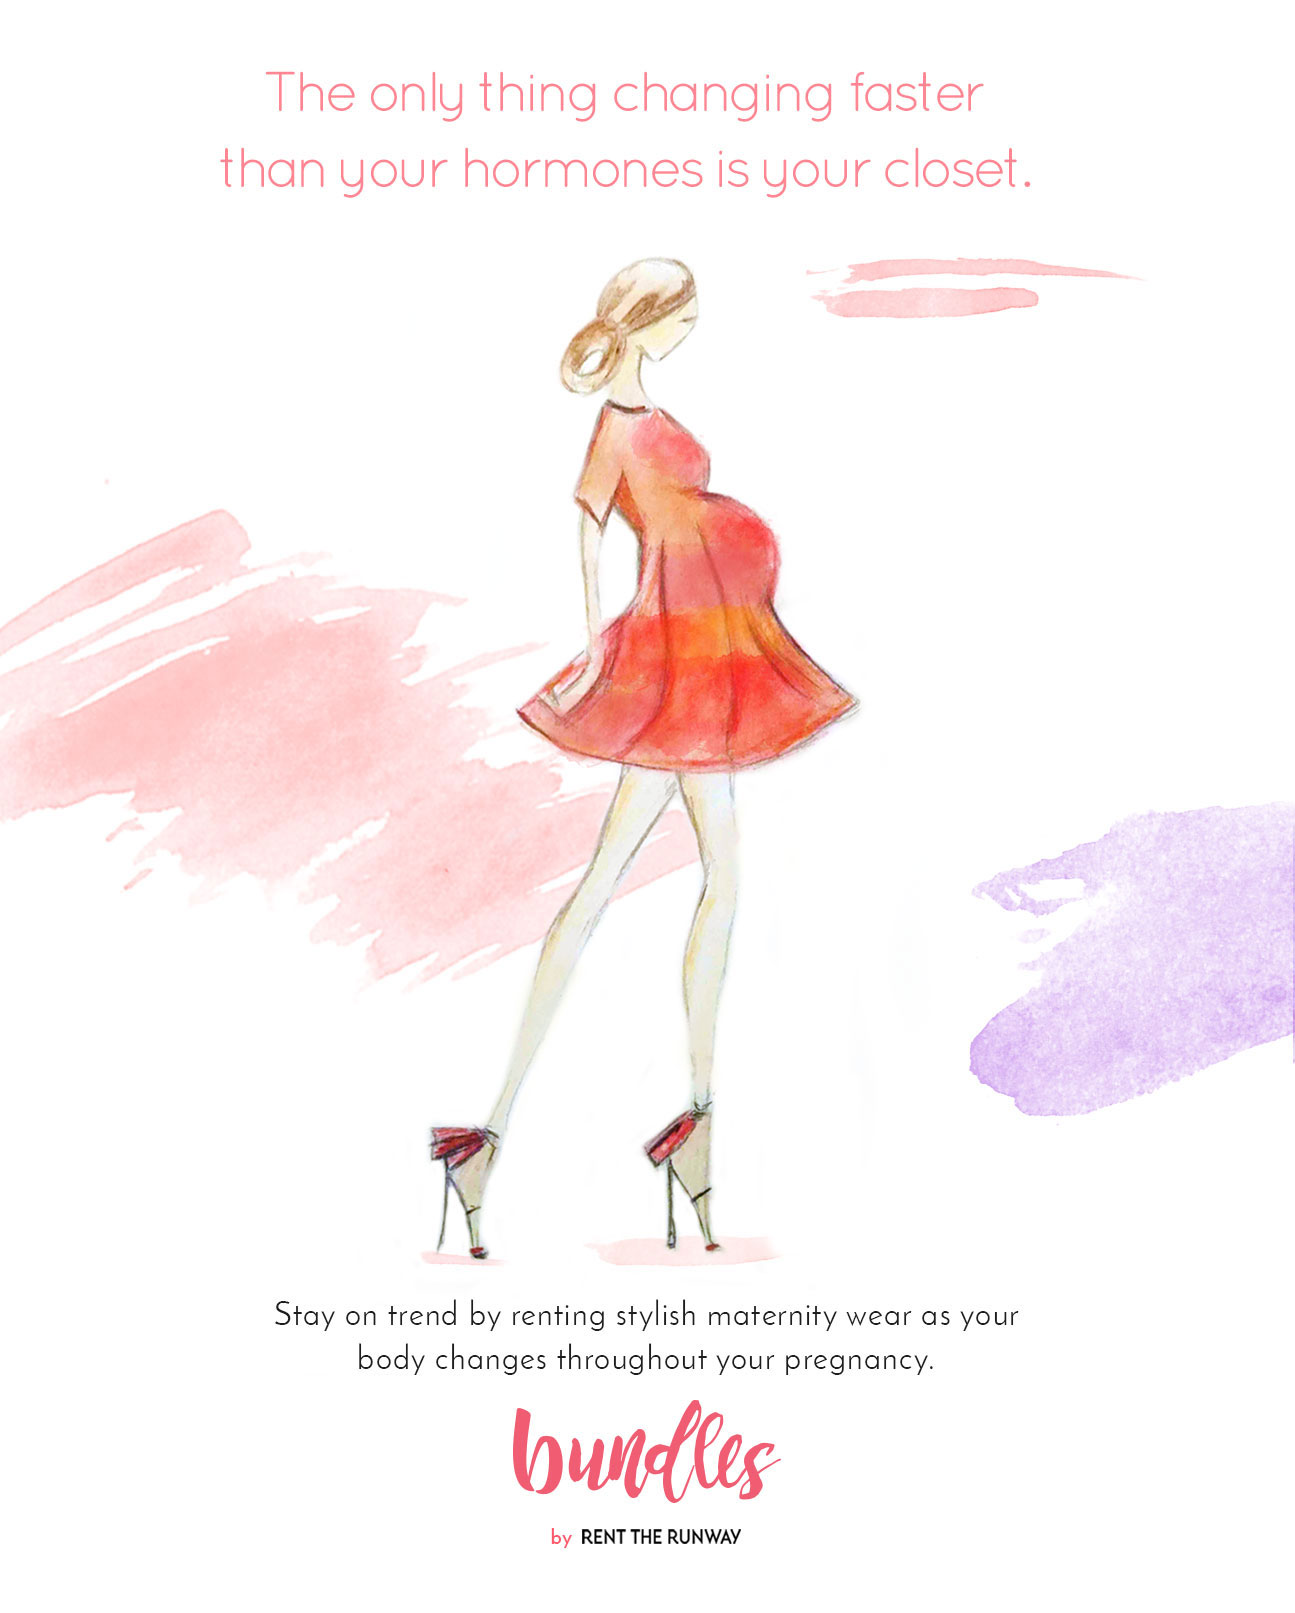 The only thing changing faster
than your hormones is your closet.
Stay on trend by renting stylish maternity wear as your
body changes throughout your pregnancy.
bundles
by RENT THE RUNWAY